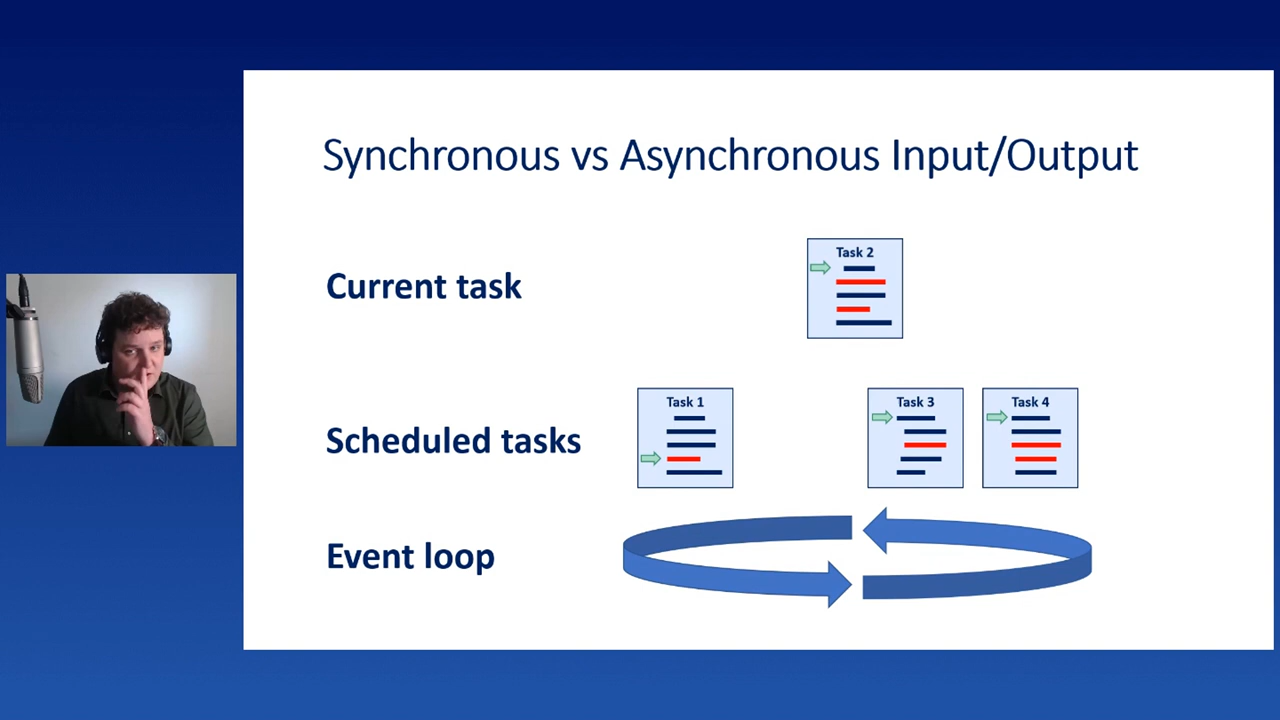 Synchronous vs Asynchronous Input/Output
Current task
Task 2
Scheduled tasks
Task 1
Task 3
Task 4
Event loop